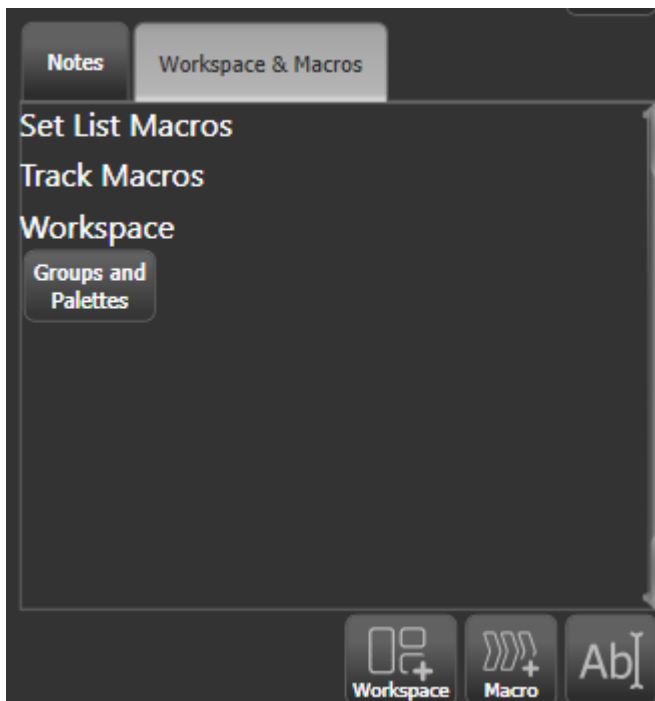 Notes
Workspace & Macros
Set List Macros
Track Macros
Workspace
Groups and
Palettes
Workspace
Macro
Ab